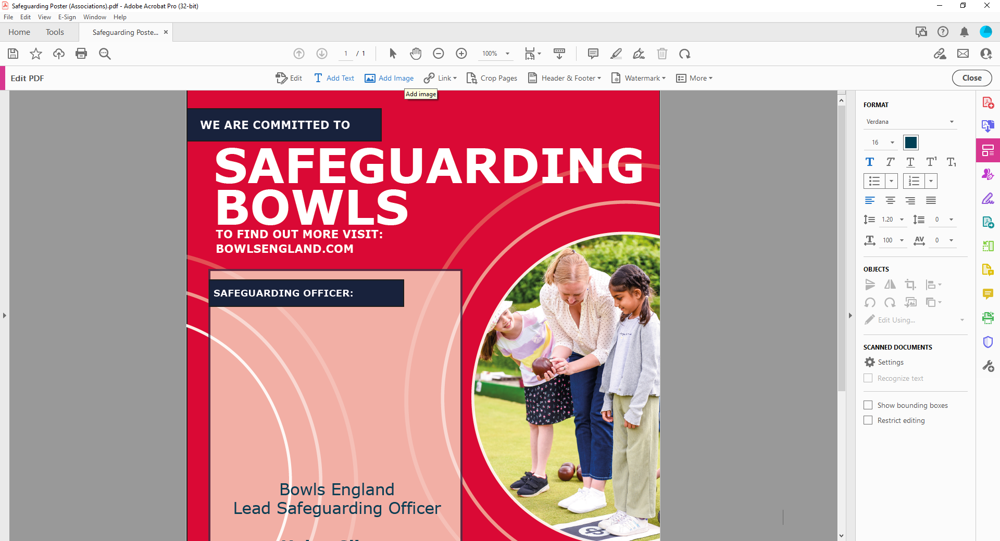 Safeguarding Poster (Associations).pdf - Adobe Acrobat Pro (32-bit)
File Edit View E-Sign Window Help
Home Tools Safeguarding Poste... ×
1 / 1 100%
Edit PDF Edit Add Text Add Image Link Crop Pages Header & Footer Watermark More Close
Add image
WE ARE COMMITTED TO
SAFEGUARDING
BOWLS
TO FIND OUT MORE VISIT:
BOWLSENGLAND.COM
SAFEGUARDING OFFICER:
Bowls England
Lead Safeguarding Officer
FORMAT
Verdana
16
1.20 0
100 0
OBJECTS
Edit Using...
SCANNED DOCUMENTS
Settings
Recognize text
Show bounding boxes
Restrict editing